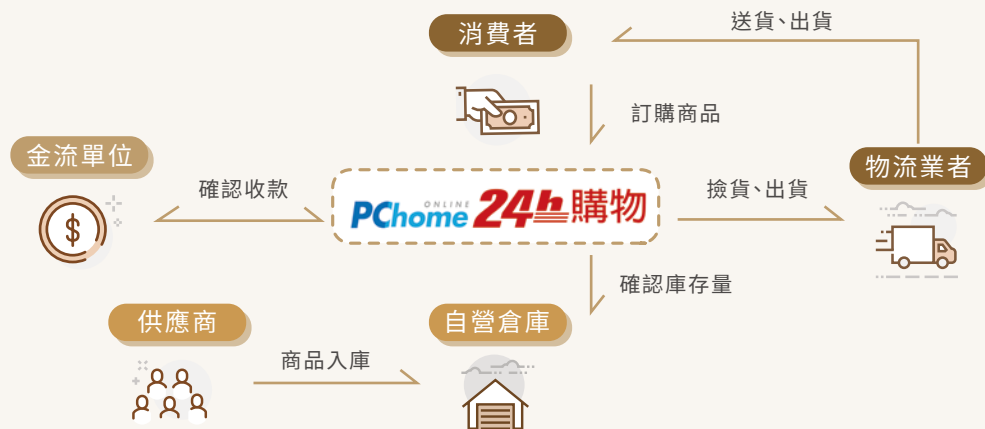 消費者
送貨、出貨
訂購商品
金流單位
物流業者
確認收款
PChome ONLINE 24h購物
撿貨、出貨
確認庫存量
供應商
自營倉庫
商品入庫
$